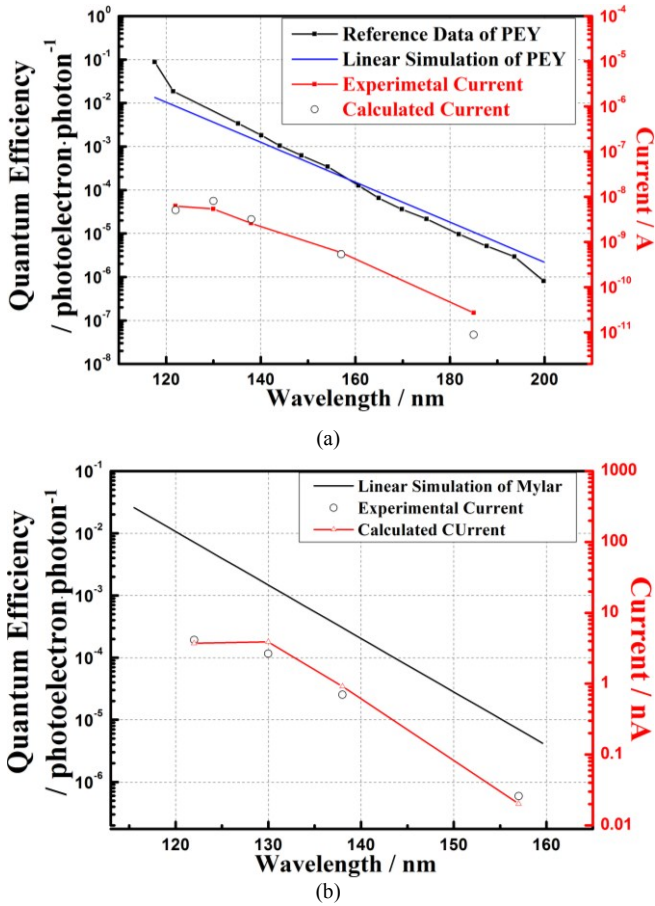 Quantum Efficiency
/ photoelectron·photon⁻¹
10⁰
10⁻¹
10⁻²
10⁻³
10⁻⁴
10⁻⁵
10⁻⁶
10⁻⁷
10⁻⁸
Reference Data of PEY
Linear Simulation of PEY
Experimetal Current
Calculated Current
10⁻⁴
10⁻⁵
10⁻⁶
10⁻⁷
10⁻⁸
10⁻⁹
10⁻¹⁰
10⁻¹¹
Current / A
120 140 160 180 200
Wavelength / nm
(a)
Quantum Efficiency
/ photoelectron·photon⁻¹
10⁻¹
10⁻²
10⁻³
10⁻⁴
10⁻⁵
10⁻⁶
Linear Simulation of Mylar
Experimental Current
Calculated CUrrent
1000
100
10
1
0.1
0.01
Current / nA
120 130 140 150 160
Wavelength / nm
(b)